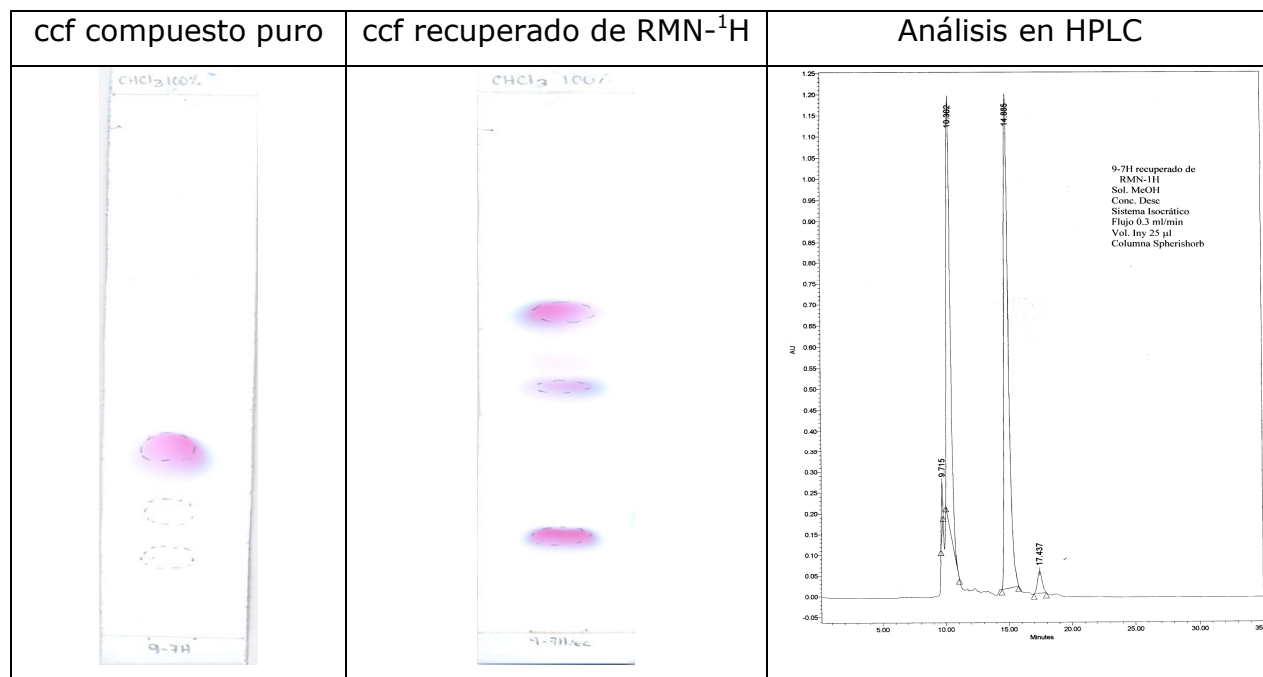 ccf compuesto puro
ccf recuperado de RMN-¹H
Análisis en HPLC
CHCl3 100%
9-7H
CHCl3 100%
9-7Hrec
1.25
1.20
1.15
1.10
1.05
1.00
0.95
0.90
0.85
0.80
0.75
0.70
0.65
0.60
0.55
0.50
0.45
0.40
0.35
0.30
0.25
0.20
0.15
0.10
0.05
0.00
-0.05
AU
9.715
10.302
14.885
17.437
9-7H recuperado de
RMN-1H
Sol. MeOH
Conc. Desc
Sistema Isocrático
Flujo 0.3 ml/min
Vol. Iny 25 µl
Columna Spherishorb
5.00
10.00
15.00
20.00
25.00
30.00
35
Minutes